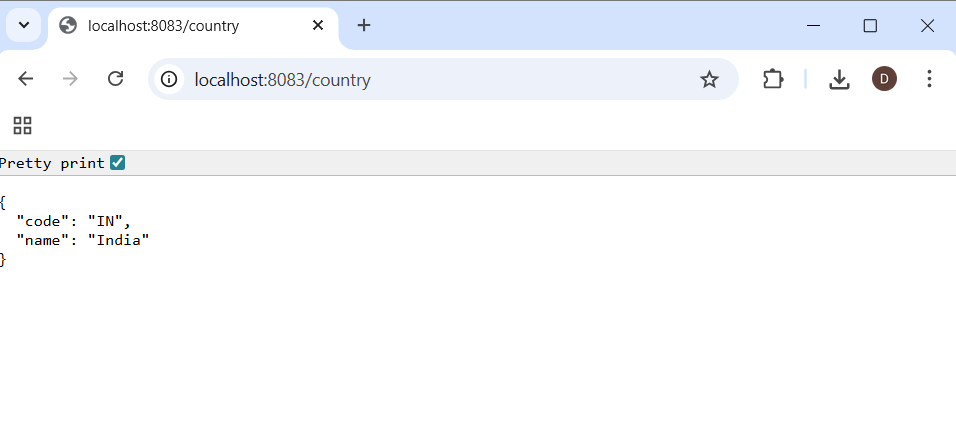 localhost:8083/country
localhost:8083/country
D
Pretty print
{
  "code": "IN",
  "name": "India"
}